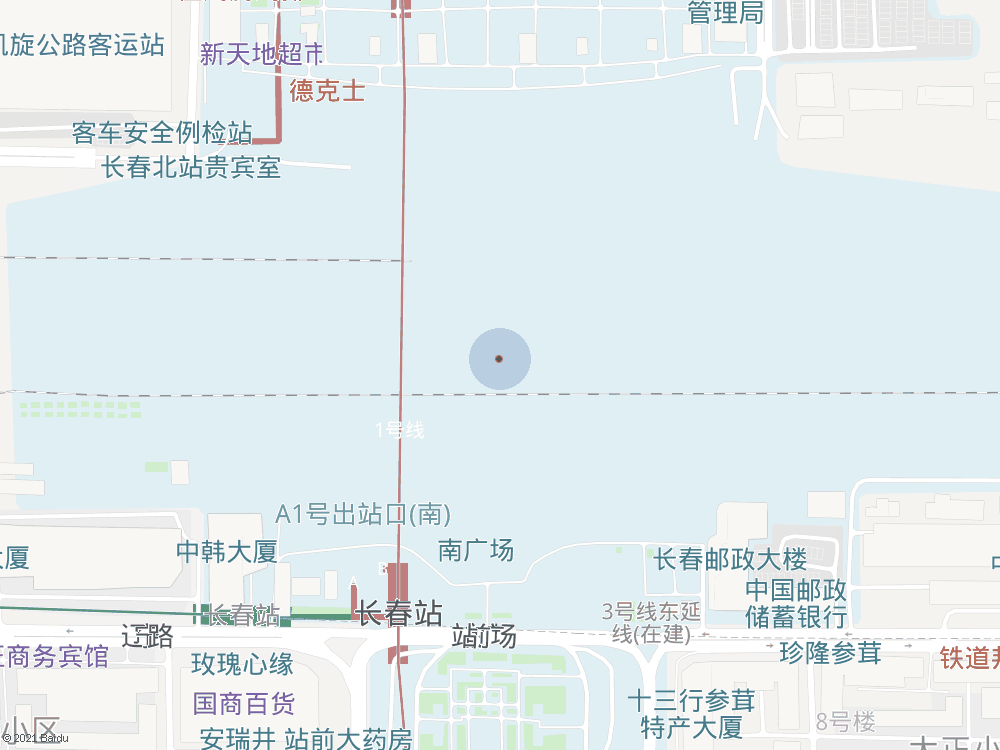 管理局
凯旋公路客运站
新天地超市
德克士
客车安全例检站
长春北站贵宾室
1号线
A1号出站口(南)
南广场
中韩大厦
大厦
长春邮政大楼
中国邮政
储蓄银行
长春站
长春站
3号线东延
线(在建)
辽
路
站前
广场
商务宾馆
玫瑰心缘
珍隆参茸
铁道
国商百货
十三行参茸
特产大厦
8号楼
小区
安瑞井
站前大药房
© 2021 Baidu